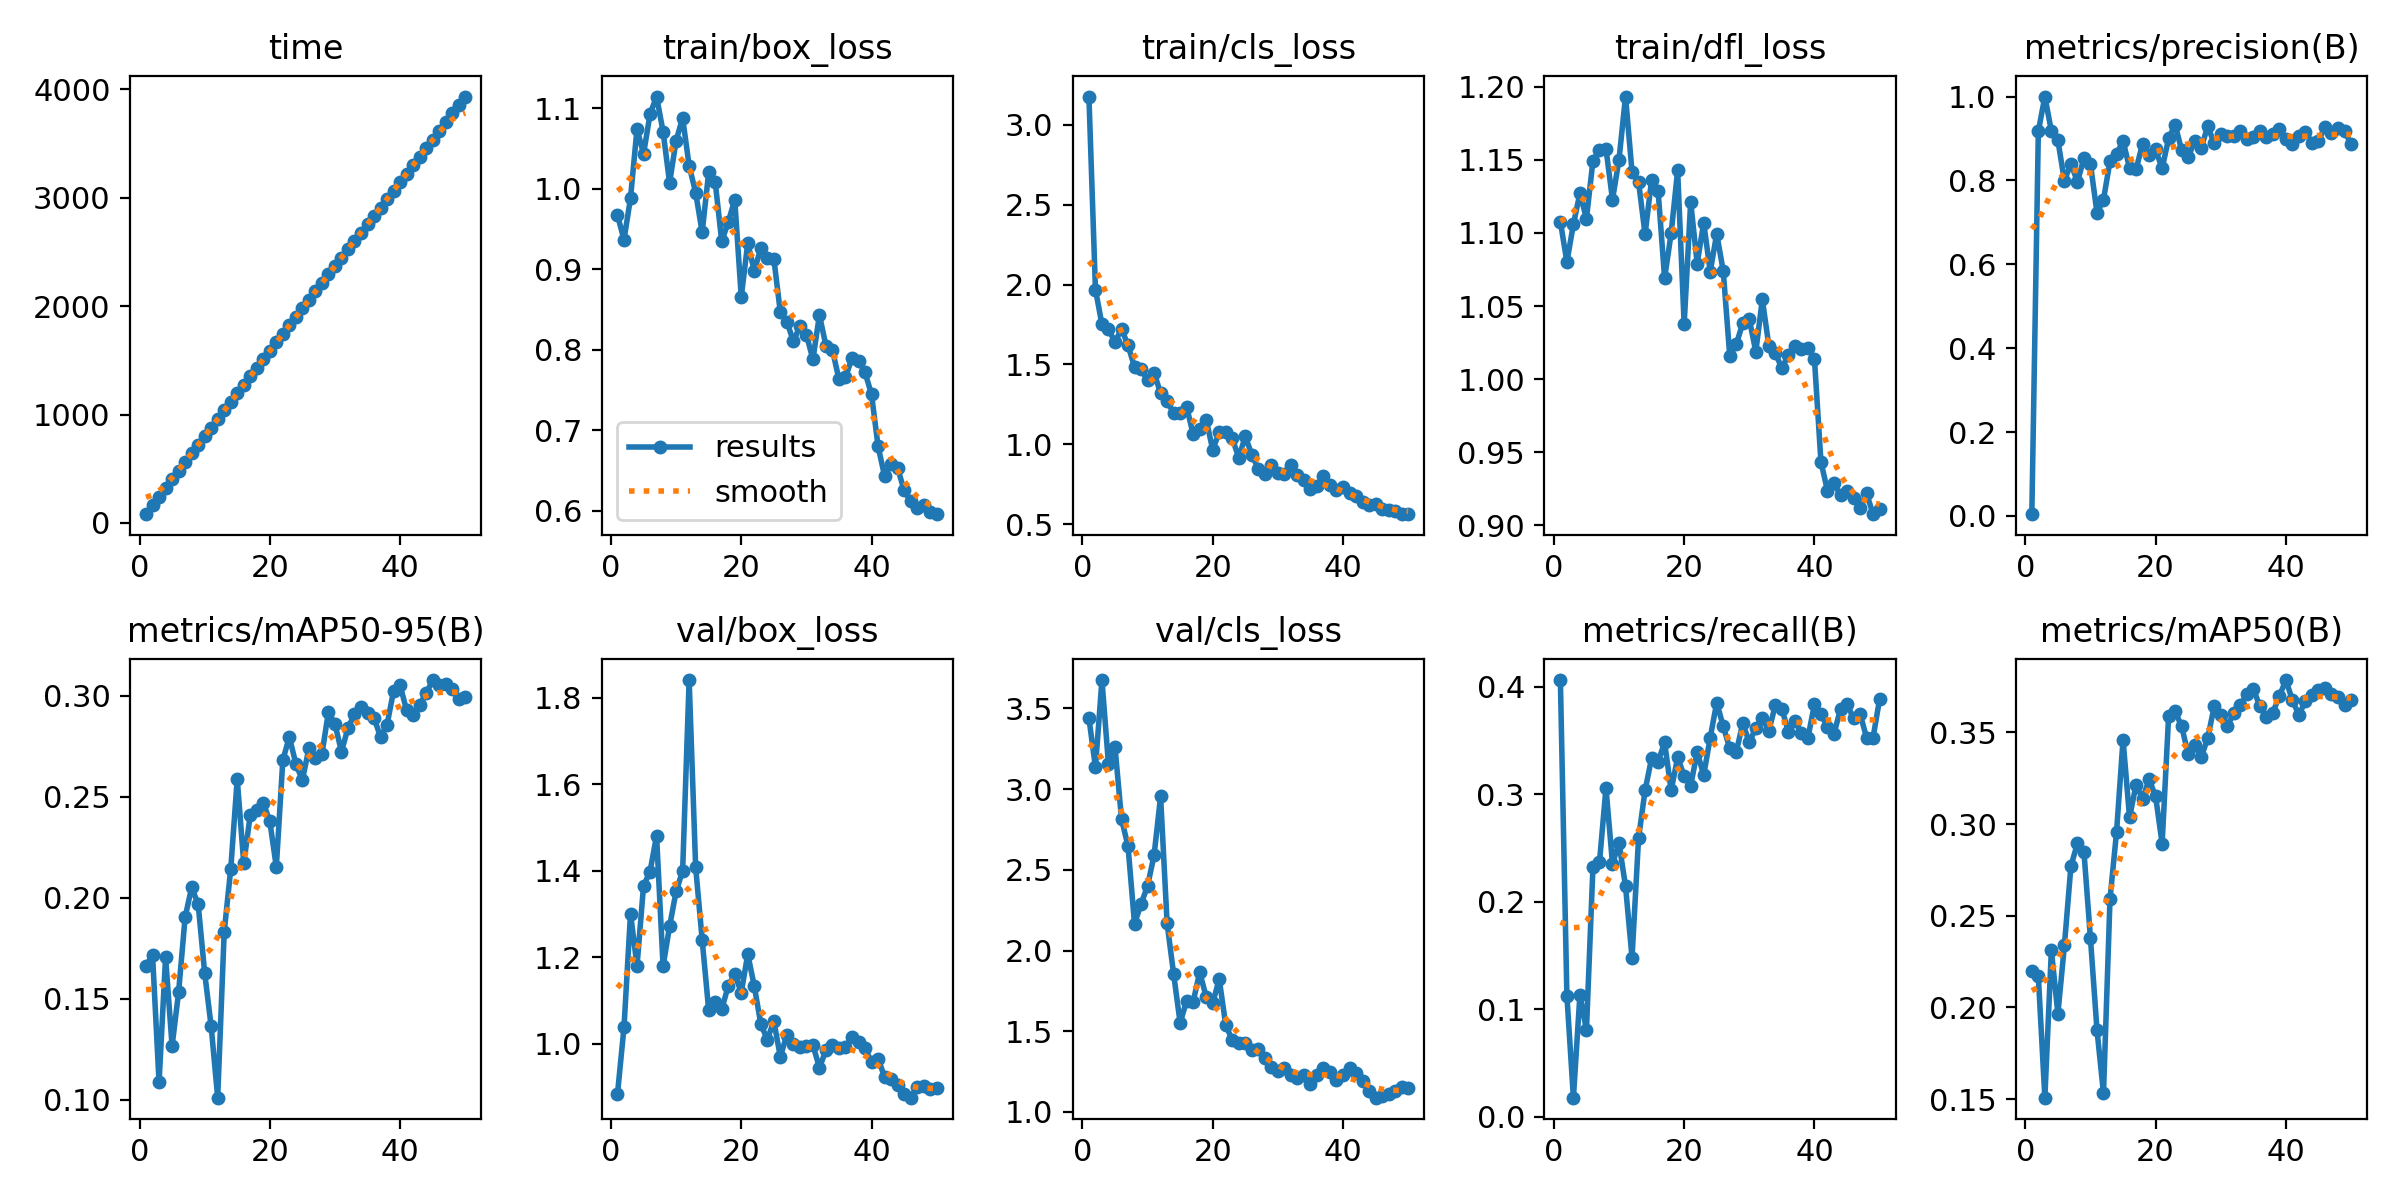 time
4000
3000
2000
1000
0
0 20 40
train/box_loss
1.1
1.0
0.9
0.8
0.7
0.6
results
smooth
0 20 40
train/cls_loss
3.0
2.5
2.0
1.5
1.0
0.5
0 20 40
train/dfl_loss
1.20
1.15
1.10
1.05
1.00
0.95
0.90
0 20 40
metrics/precision(B)
1.0
0.8
0.6
0.4
0.2
0.0
0 20 40
metrics/mAP50-95(B)
0.30
0.25
0.20
0.15
0.10
0 20 40
val/box_loss
1.8
1.6
1.4
1.2
1.0
0 20 40
val/cls_loss
3.5
3.0
2.5
2.0
1.5
1.0
0 20 40
metrics/recall(B)
0.4
0.3
0.2
0.1
0.0
0 20 40
metrics/mAP50(B)
0.35
0.30
0.25
0.20
0.15
0 20 40